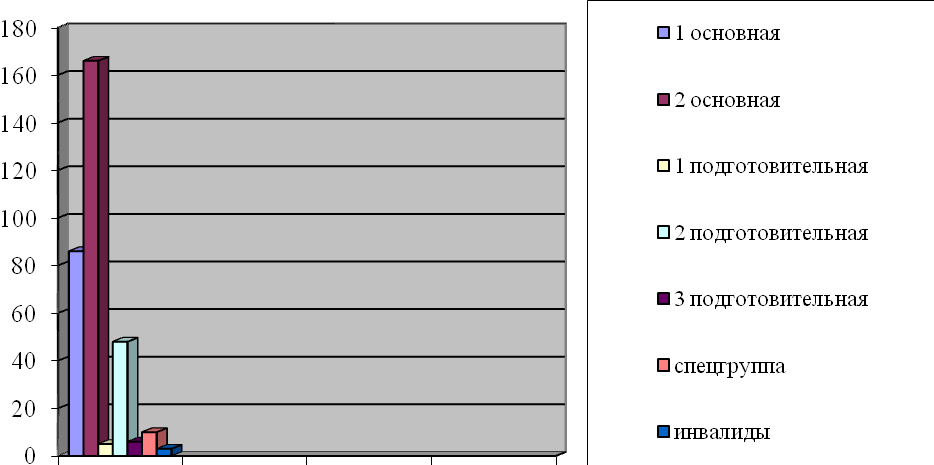 180
160
140
120
100
80
60
40
20
0
1 основная
2 основная
1 подготовительная
2 подготовительная
3 подготовительная
спецгруппа
инвалиды